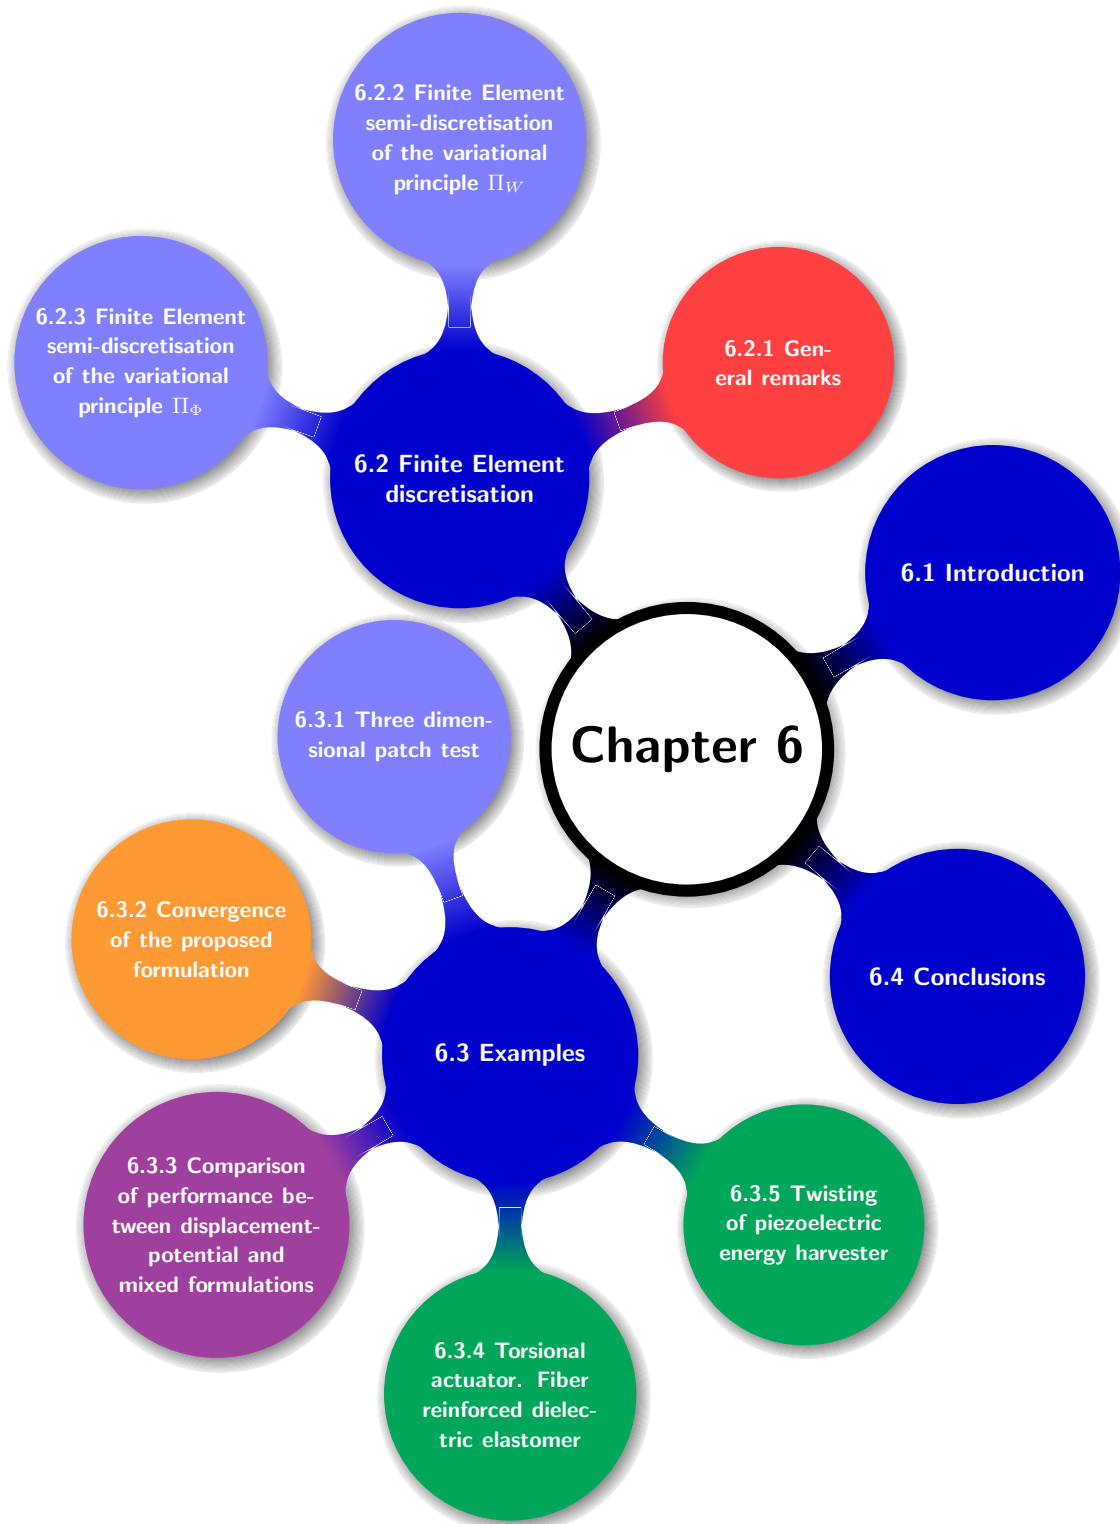 6.2.2 Finite Element
semi-discretisation
of the variational
principle Π_W
6.2.3 Finite Element
semi-discretisation
of the variational
principle Π_Φ
6.2.1 Gen-
eral remarks
6.2 Finite Element
discretisation
6.1 Introduction
Chapter 6
6.3.1 Three dimen-
sional patch test
6.3.2 Convergence
of the proposed
formulation
6.4 Conclusions
6.3 Examples
6.3.3 Comparison
of performance be-
tween displacement-
potential and
mixed formulations
6.3.5 Twisting
of piezoelectric
energy harvester
6.3.4 Torsional
actuator. Fiber
reinforced dielec-
tric elastomer